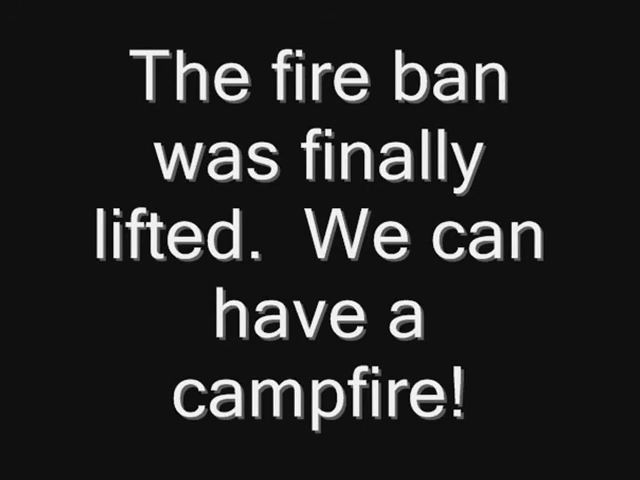 The fire ban
was finally
lifted.  We can
have a
campfire!